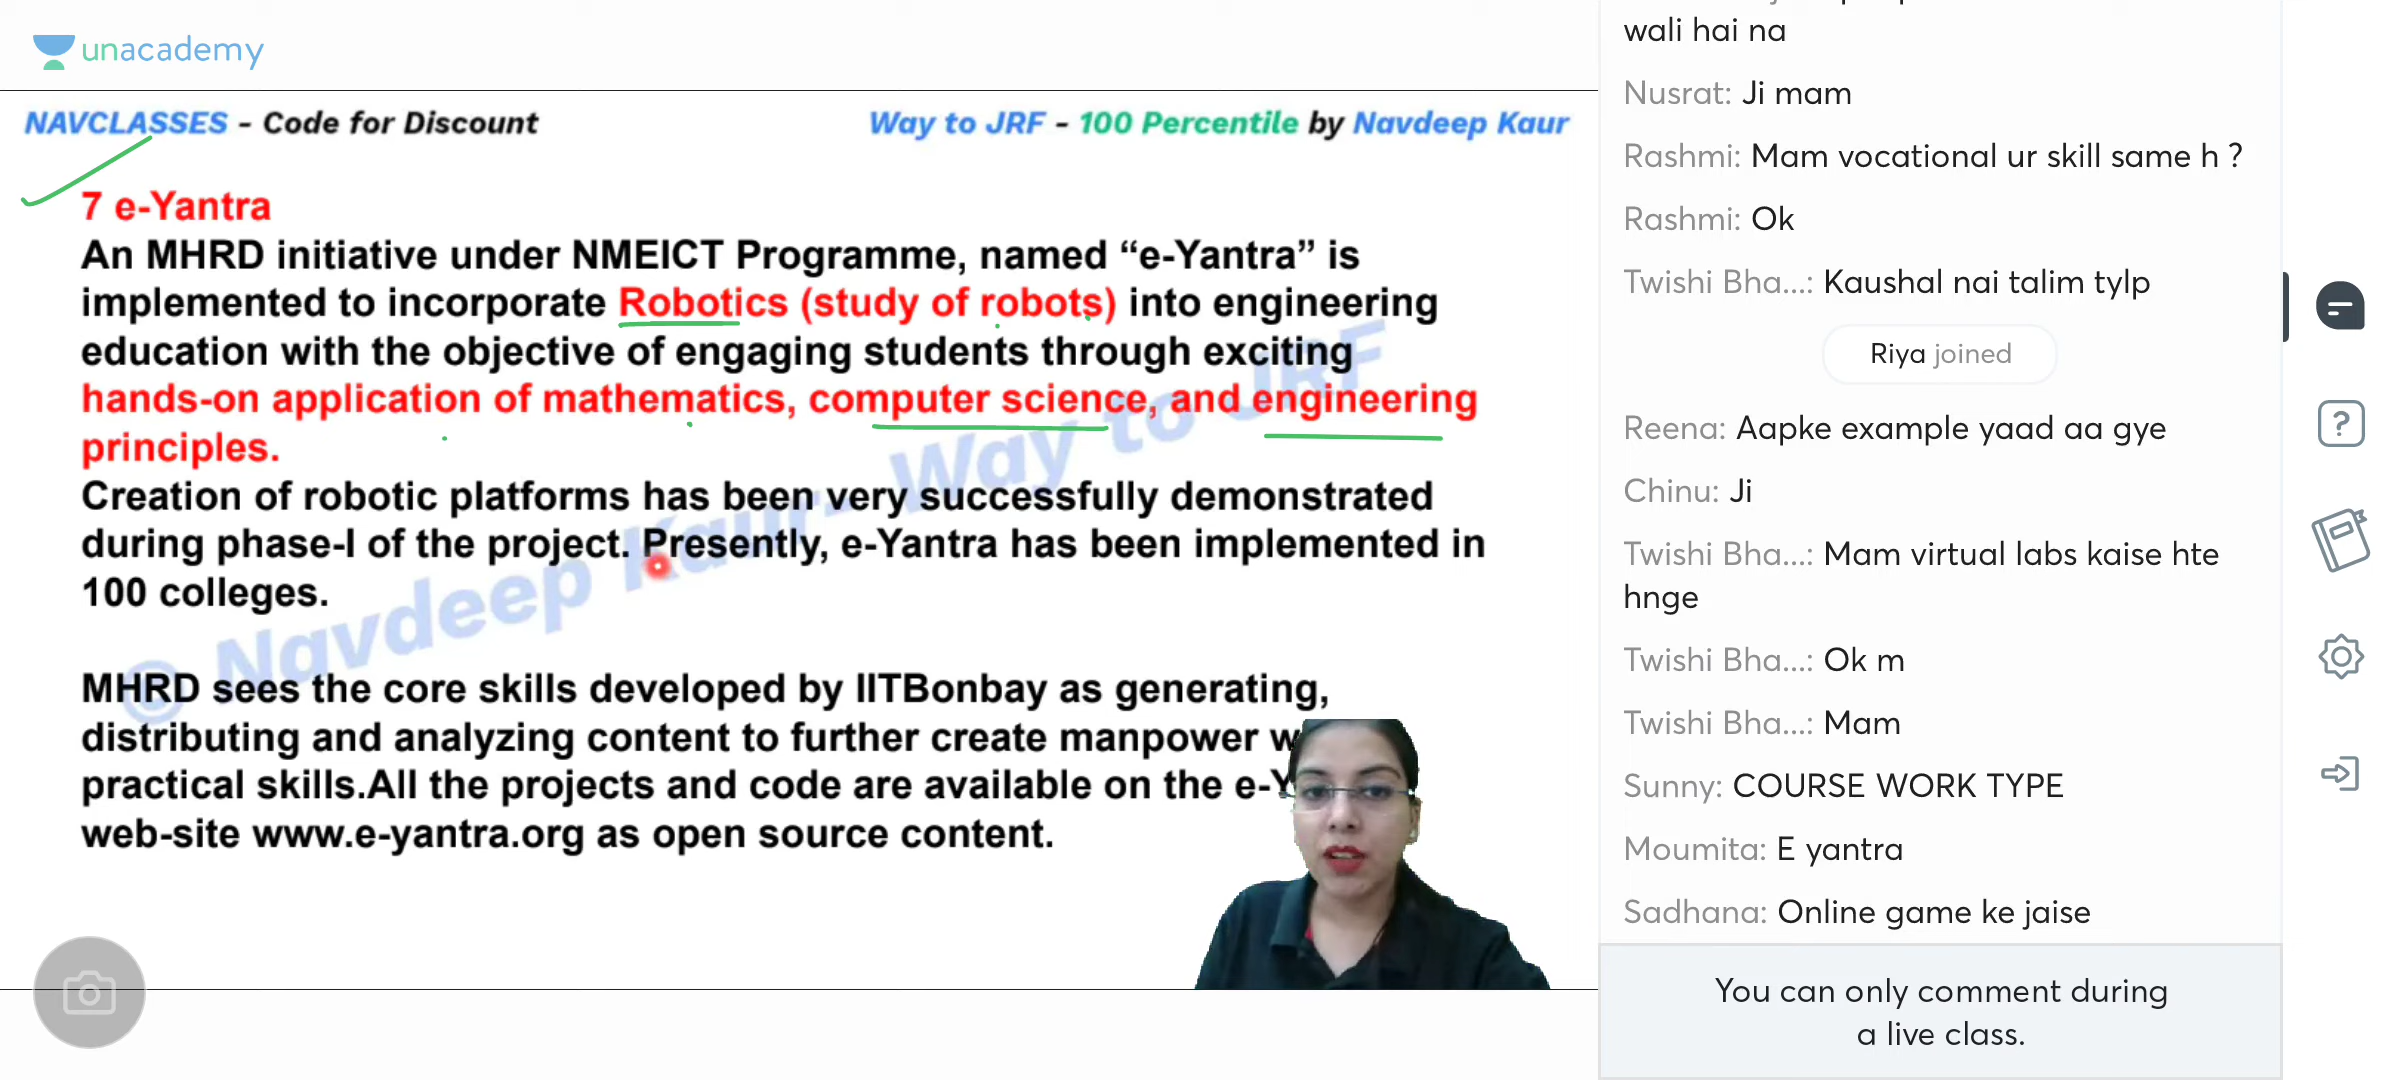 unacademy
NAVCLASSES - Code for Discount
Way to JRF - 100 Percentile by Navdeep Kaur
7 e-Yantra
An MHRD initiative under NMEICT Programme, named “e-Yantra” is
implemented to incorporate Robotics (study of robots) into engineering
education with the objective of engaging students through exciting
hands-on application of mathematics, computer science, and engineering
principles.
Creation of robotic platforms has been very successfully demonstrated
during phase-I of the project. Presently, e-Yantra has been implemented in
100 colleges.
MHRD sees the core skills developed by IITBonbay as generating,
distributing and analyzing content to further create manpower
practical skills.All the projects and code are available on the
web-site www.e-yantra.org as open source content.
© Navdeep Kaur- Way to JRF
wali hai na
Nusrat: Ji mam
Rashmi: Mam vocational ur skill same h ?
Rashmi: Ok
Twishi Bha...: Kaushal nai talim tylp
Riya joined
Reena: Aapke example yaad aa gye
Chinu: Ji
Twishi Bha...: Mam virtual labs kaise hte
hnge
Twishi Bha...: Ok m
Twishi Bha...: Mam
Sunny: COURSE WORK TYPE
Moumita: E yantra
Sadhana: Online game ke jaise
You can only comment during
a live class.